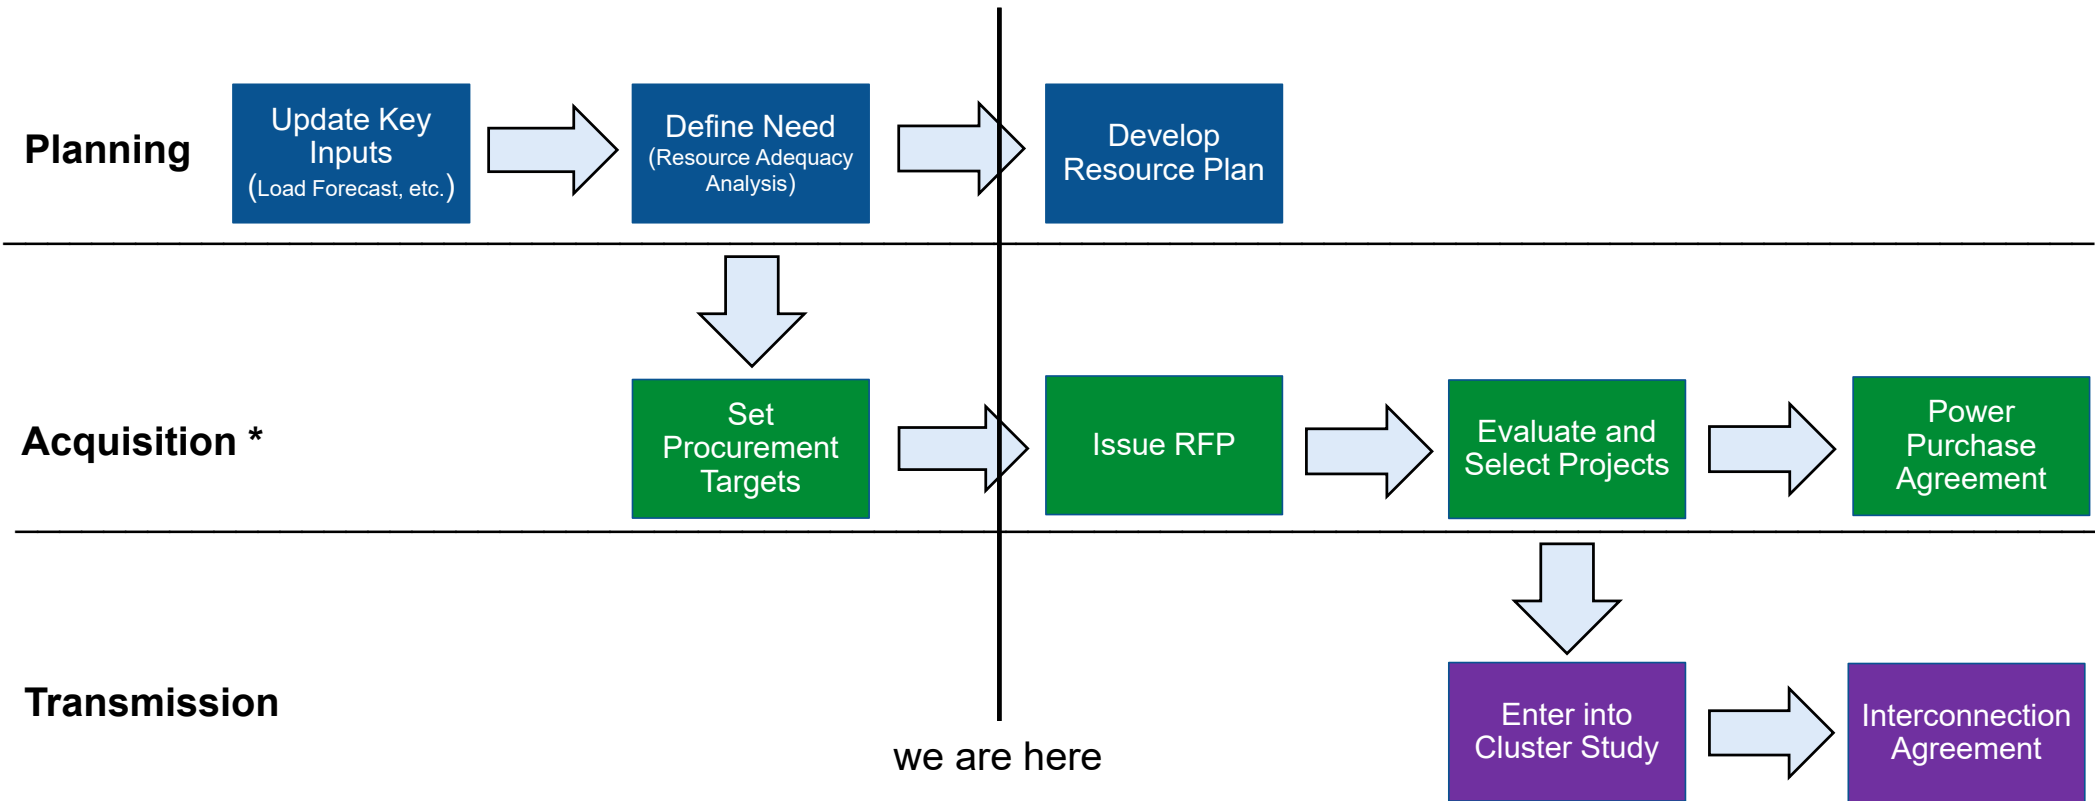 Planning
Update Key
Inputs
(Load Forecast, etc.)
Define Need
(Resource Adequacy
Analysis)
Develop
Resource Plan
Acquisition *
Set
Procurement
Targets
Issue RFP
Evaluate and
Select Projects
Power
Purchase
Agreement
Transmission
Enter into
Cluster Study
Interconnection
Agreement
we are here